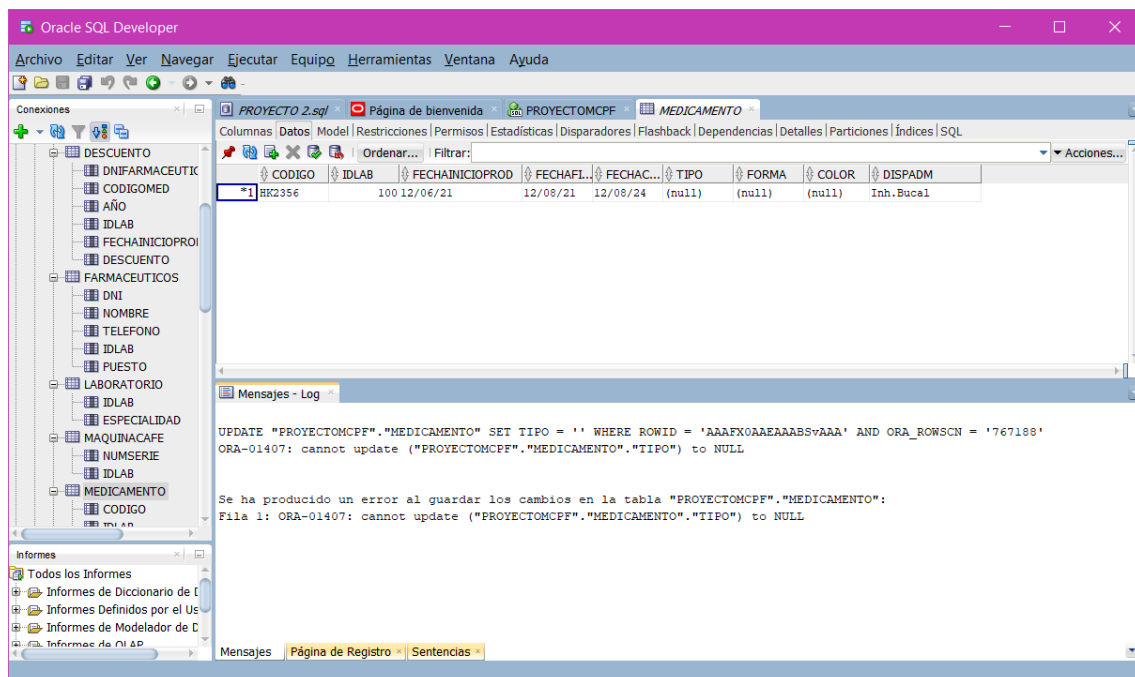 Oracle SQL Developer
Archivo Editar Ver Navegar Ejecutar Equipo Herramientas Ventana Ayuda
Conexiones
DESCUENTO
DNIFARMACEUTIC
CODIGOMED
AÑO
IDLAB
FECHAINICIOPROI
DESCUENTO
FARMACEUTICOS
DNI
NOMBRE
TELEFONO
IDLAB
PUESTO
LABORATORIO
IDLAB
ESPECIALIDAD
MAQUINACAFE
NUMSERIE
IDLAB
MEDICAMENTO
CODIGO
IDLAB
Informes
Todos los Informes
Informes de Diccionario de D
Informes Definidos por el Us
Informes de Modelador de D
Informes de OLAP
PROYECTO 2.sql Página de bienvenida PROYECTOMCPF MEDICAMENTO
Columnas Datos Model Restricciones Permisos Estadísticas Disparadores Flashback Dependencias Detalles Particiones Índices SQL
Ordenar... Filtrar: Acciones...
CODIGO IDLAB FECHAINICIOPROD FECHAFI... FECHAC... TIPO FORMA COLOR DISPADM
*1 HK2356 100 12/06/21 12/08/21 12/08/24 (null) (null) (null) Inh.Bucal
Mensajes - Log
UPDATE "PROYECTOMCPF"."MEDICAMENTO" SET TIPO = '' WHERE ROWID = 'AAAFX0AAEAAABSvAAA' AND ORA_ROWSCN = '767188'
ORA-01407: cannot update ("PROYECTOMCPF"."MEDICAMENTO"."TIPO") to NULL
Se ha producido un error al guardar los cambios en la tabla "PROYECTOMCPF"."MEDICAMENTO":
Fila 1: ORA-01407: cannot update ("PROYECTOMCPF"."MEDICAMENTO"."TIPO") to NULL
Mensajes Página de Registro Sentencias